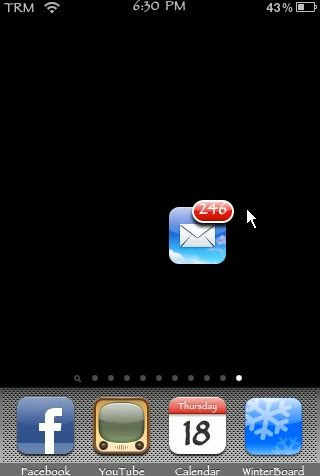 TRM 6:30 PM 43%
246
Thursday
18
Facebook YouTube Calendar WinterBoard